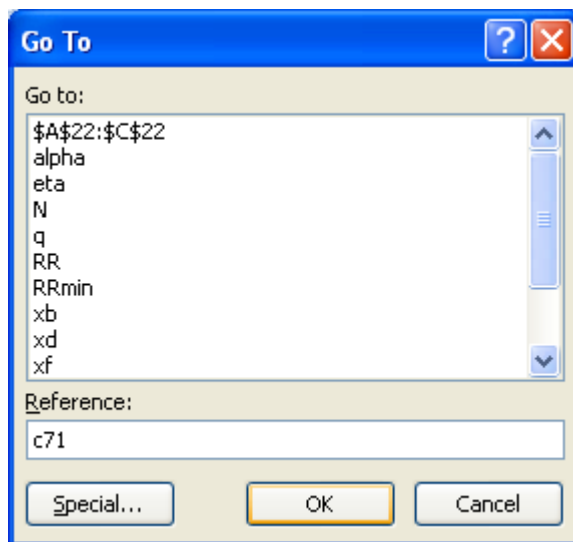 Go To
?
Go to:
$A$22:$C$22
alpha
eta
N
q
RR
RRmin
xb
xd
xf
Reference:
c71
Special... OK Cancel